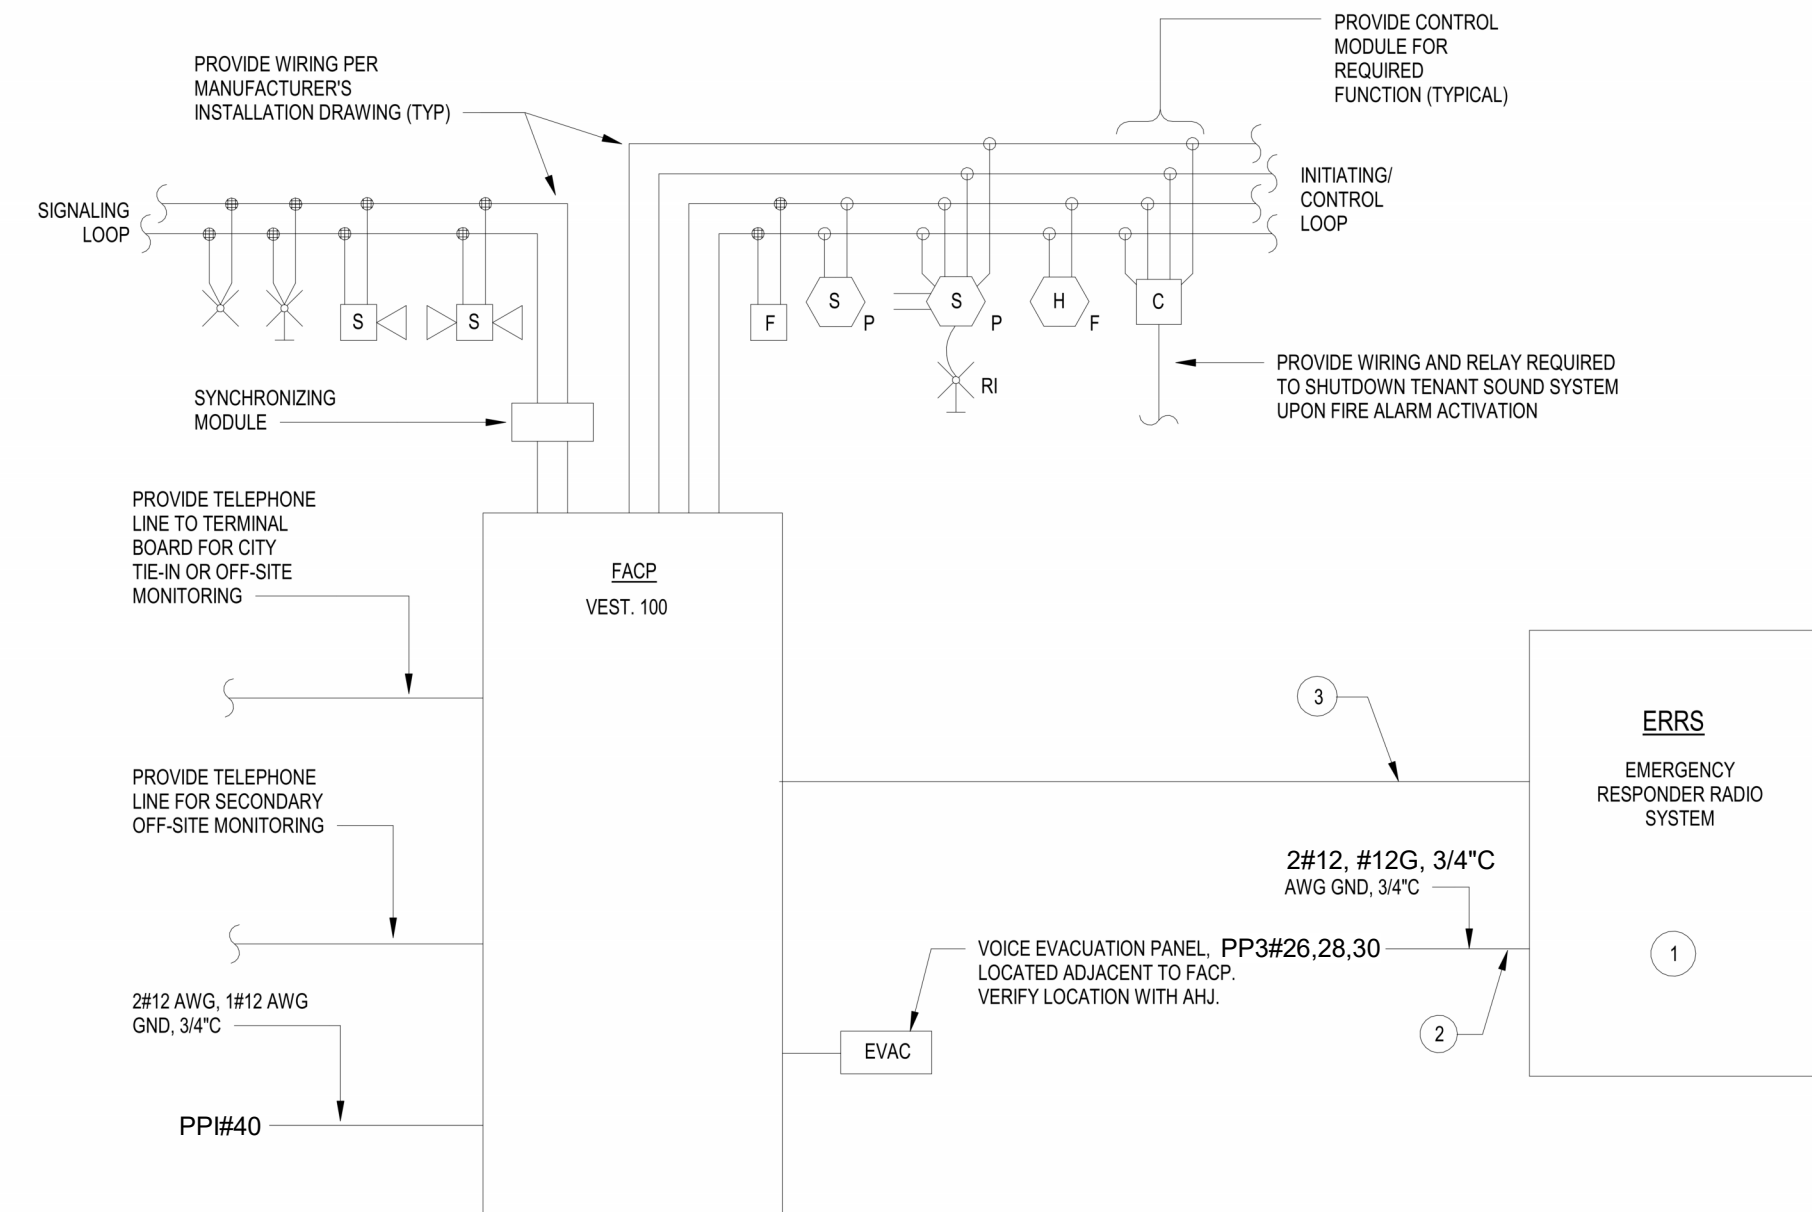 PROVIDE CONTROL
MODULE FOR
REQUIRED
FUNCTION (TYPICAL)
PROVIDE WIRING PER
MANUFACTURER'S
INSTALLATION DRAWING (TYP)
SIGNALING
LOOP
INITIATING/
CONTROL
LOOP
S
S
F
S
P
S
P
H
F
C
RI
PROVIDE WIRING AND RELAY REQUIRED
TO SHUTDOWN TENANT SOUND SYSTEM
UPON FIRE ALARM ACTIVATION
SYNCHRONIZING
MODULE
PROVIDE TELEPHONE
LINE TO TERMINAL
BOARD FOR CITY
TIE-IN OR OFF-SITE
MONITORING
FACP
VEST. 100
3
ERRS
EMERGENCY
RESPONDER RADIO
SYSTEM
PROVIDE TELEPHONE
LINE FOR SECONDARY
OFF-SITE MONITORING
2#12, #12G, 3/4"C
AWG GND, 3/4"C
VOICE EVACUATION PANEL,
LOCATED ADJACENT TO FACP.
VERIFY LOCATION WITH AHJ.
PP3#26,28,30
1
2
2#12 AWG, 1#12 AWG
GND, 3/4"C
EVAC
PPI#40